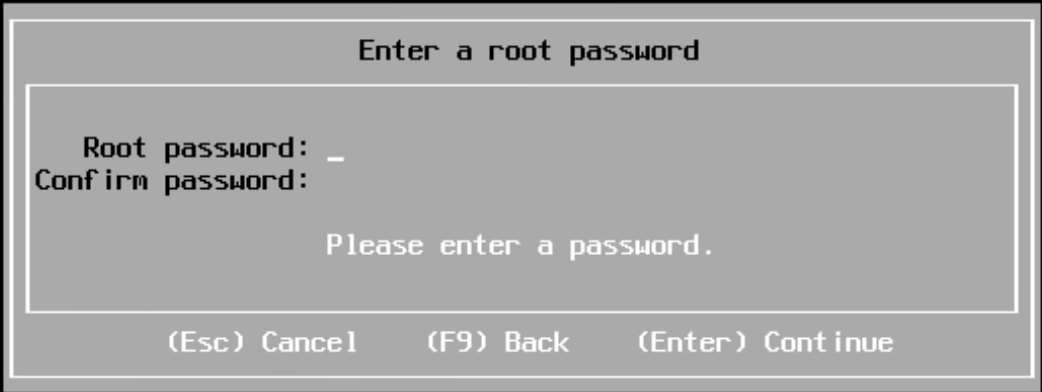 Enter a root password
Root password: _
Confirm password:
Please enter a password.
(Esc) Cancel (F9) Back (Enter) Continue